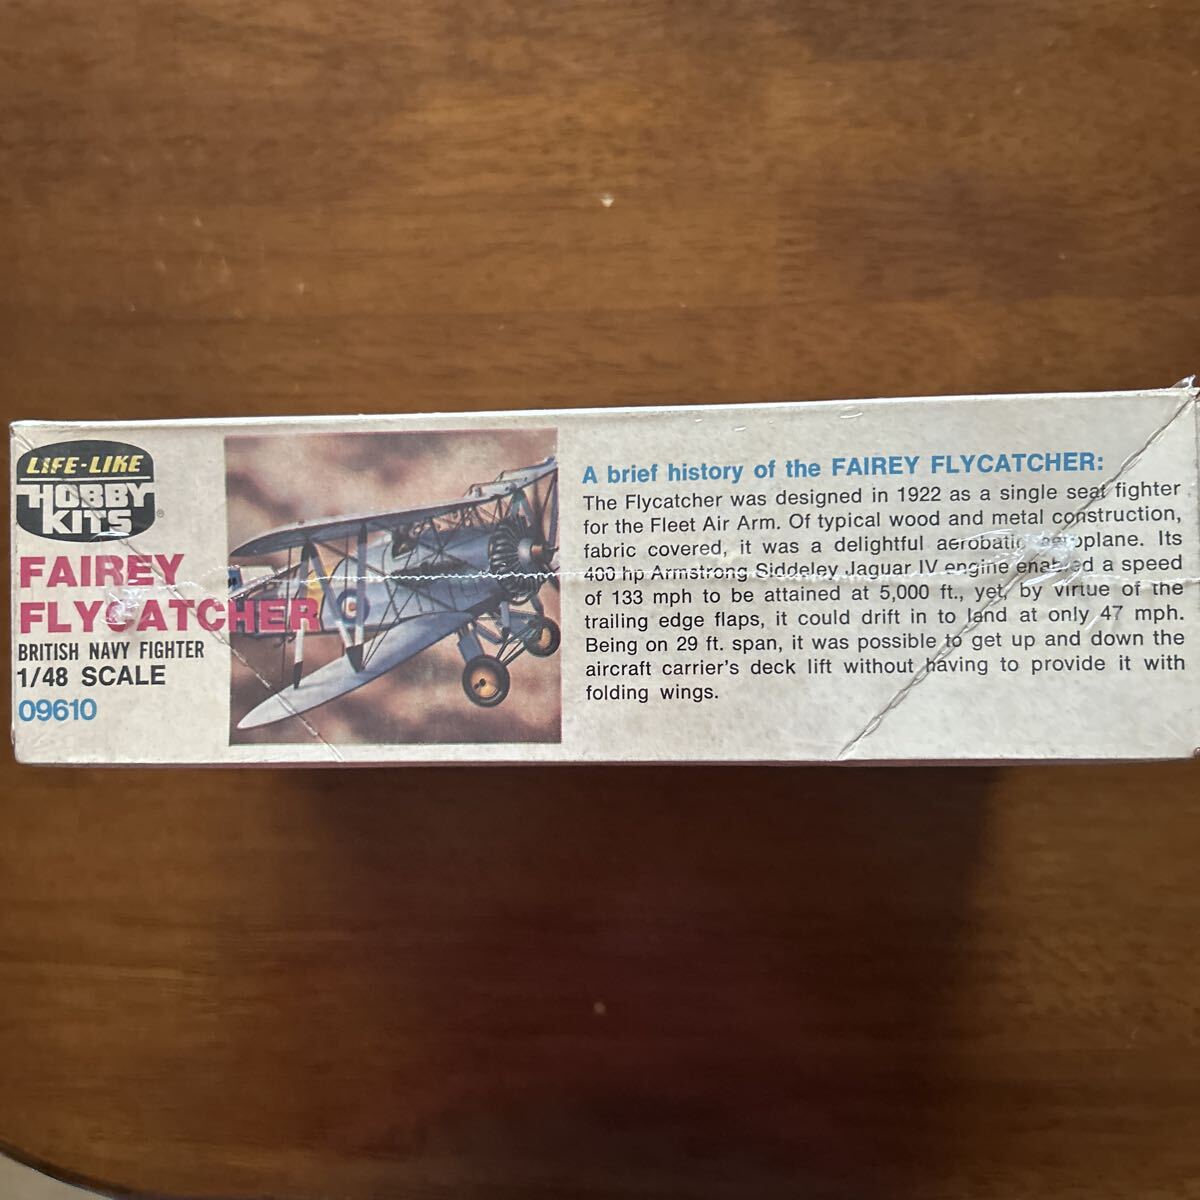 LIFE-LIKE
HOBBY
KITS®
FAIREY
FLYCATCHER
BRITISH NAVY FIGHTER
1/48 SCALE
09610
A brief history of the FAIREY FLYCATCHER:
The Flycatcher was designed in 1922 as a single seat fighter
for the Fleet Air Arm. Of typical wood and metal construction,
fabric covered, it was a delightful aerobatic aeroplane. Its
400 hp Armstrong Siddeley Jaguar IV engine enabled a speed
of 133 mph to be attained at 5,000 ft., yet, by virtue of the
trailing edge flaps, it could drift in to land at only 47 mph.
Being on 29 ft. span, it was possible to get up and down the
aircraft carrier's deck lift without having to provide it with
folding wings.